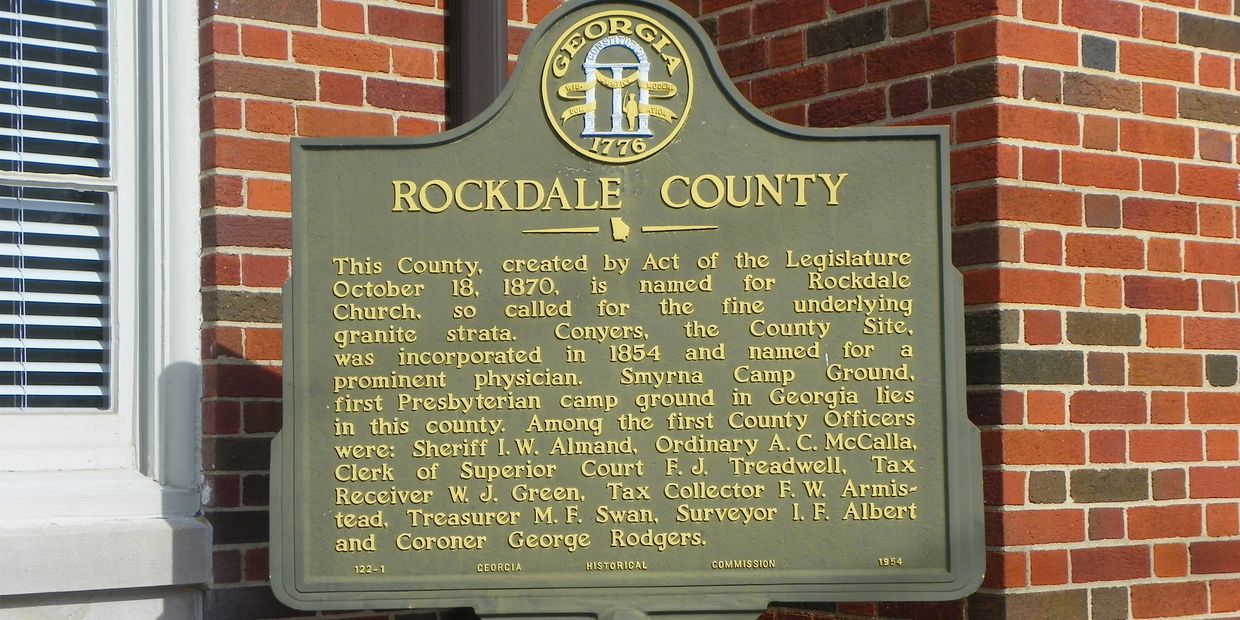 GEORGIA
CONSTITUTION
1776
ROCKDALE COUNTY
This County, created by Act of the Legislature
October 18, 1870, is named for Rockdale
Church, so called for the fine underlying
granite strata. Conyers, the County Site,
was incorporated in 1854 and named for a
prominent physician. Smyrna Camp Ground,
first Presbyterian camp ground in Georgia lies
in this county. Among the first County Officers
were: Sheriff I. W. Almand, Ordinary A. C. McCalla,
Clerk of Superior Court F. J. Treadwell, Tax
Receiver W. J. Green, Tax Collector F. W. Armis-
tead, Treasurer M. F. Swan, Surveyor I. F. Albert
and Coroner George Rodgers.
122-1 GEORGIA HISTORICAL COMMISSION 1954